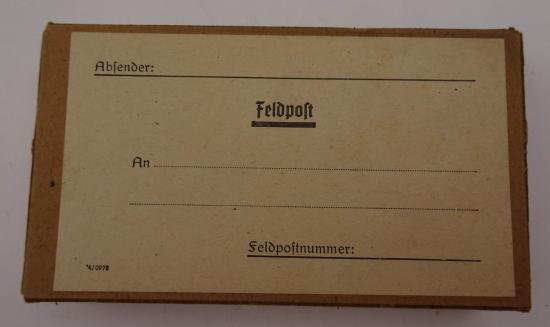 Absender:
Feldpost
An
Feldpostnummer: